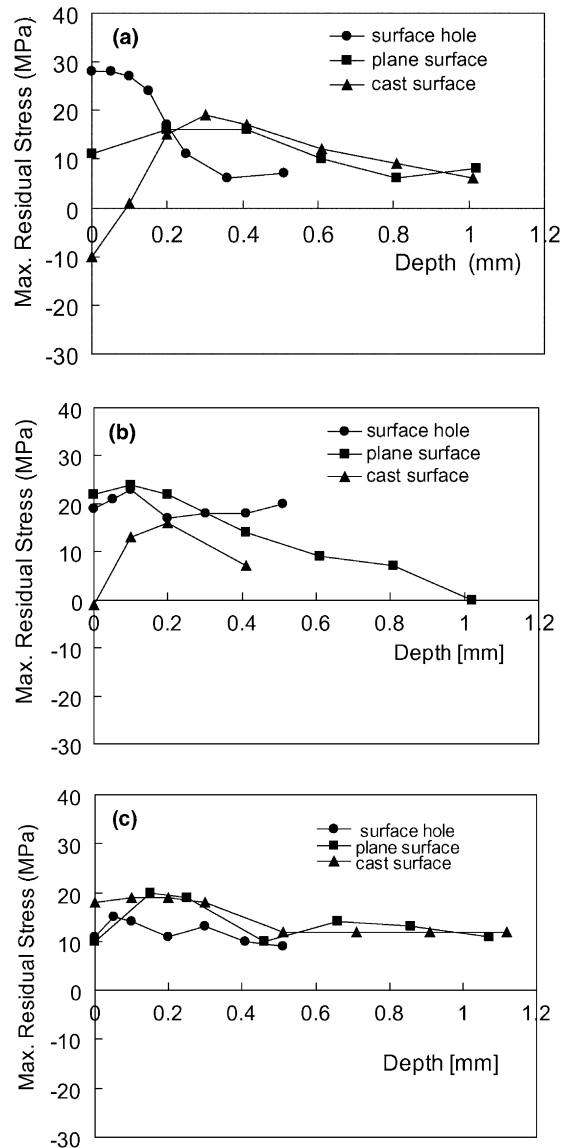 (a)
surface hole
plane surface
cast surface
Max. Residual Stress (MPa)
40
30
20
10
0
-10
-20
-30
0 0.2 0.4 0.6 0.8 1 1.2
Depth (mm)
(b)
surface hole
plane surface
cast surface
Max. Residual Stress (MPa)
40
30
20
10
0
-10
-20
-30
0 0.2 0.4 0.6 0.8 1 1.2
Depth [mm]
(c)
surface hole
plane surface
cast surface
Max. Residual Stress (MPa)
40
30
20
10
0
-10
-20
-30
0 0.2 0.4 0.6 0.8 1 1.2
Depth [mm]